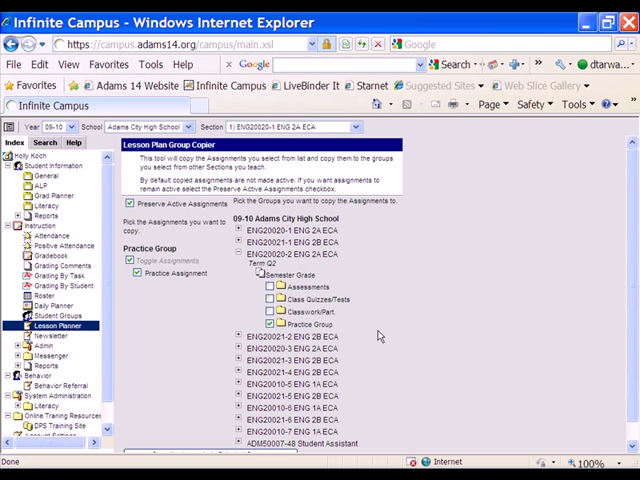 Infinite Campus - Windows Internet Explorer
https://campus.adams14.org/campus/main.xsl
Google
File Edit View Favorites Tools Help
Google
Search
dtarwa...
Favorites Adams 14 Website Infinite Campus LiveBinder It Starnet Suggested Sites Web Slice Gallery
Infinite Campus
Page Safety Tools
Year 09-10 School Adams City High School Section 1) ENG20020-1 ENG 2A ECA
Index Search Help
Holly Koch
Student Information
General
ALP
Grad Planner
Literacy
Reports
Instruction
Attendance
Positive Attendance
Gradebook
Grading Comments
Grading By Task
Grading By Student
Roster
Daily Planner
Student Groups
Lesson Planner
Newsletter
Admin
Messenger
Reports
Behavior
Behavior Referral
System Administration
Literacy
Online Training Resources
DPS Training Site
Account Settings
Lesson Plan Group Copier
This tool will copy the Assignments you select from list and copy them to the groups
you select from other Sections you teach.
By default copied assignments are not made active. If you want assignments to
remain active select the Preserve Active Assignments checkbox.
Preserve Active Assignments
Pick the Assignments you want to
copy.
Practice Group
Toggle Assignments
Practice Assignment
Pick the Groups you want to Copy the Assignments to.
09-10 Adams City High School
ENG20020-1 ENG 2A ECA
ENG20021-1 ENG 2B ECA
ENG20020-2 ENG 2A ECA
Term Q2
Semester Grade
Assessments
Class Quizzes/Tests
Classwork/Part.
Practice Group
ENG20021-2 ENG 2B ECA
ENG20020-3 ENG 2A ECA
ENG20021-3 ENG 2B ECA
ENG20021-4 ENG 2B ECA
ENG20010-5 ENG 1A ECA
ENG20021-5 ENG 2B ECA
ENG20010-6 ENG 1A ECA
ENG20021-6 ENG 2B ECA
ENG20010-7 ENG 1A ECA
ADM50007-48 Student Assistant
Done
Internet
100%